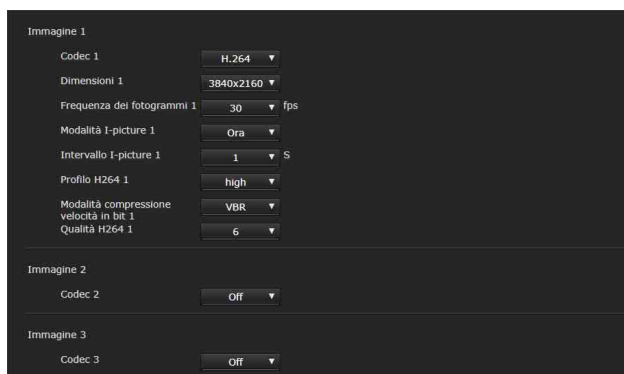 Immagine 1
Codec 1 H.264
Dimensioni 1 3840x2160
Frequenza dei fotogrammi 1 30 fps
Modalità I-picture 1 Ora
Intervallo I-picture 1 1 S
Profilo H264 1 high
Modalità compressione VBR
velocità in bit 1
Qualità H264 1 6
Immagine 2
Codec 2 Off
Immagine 3
Codec 3 Off